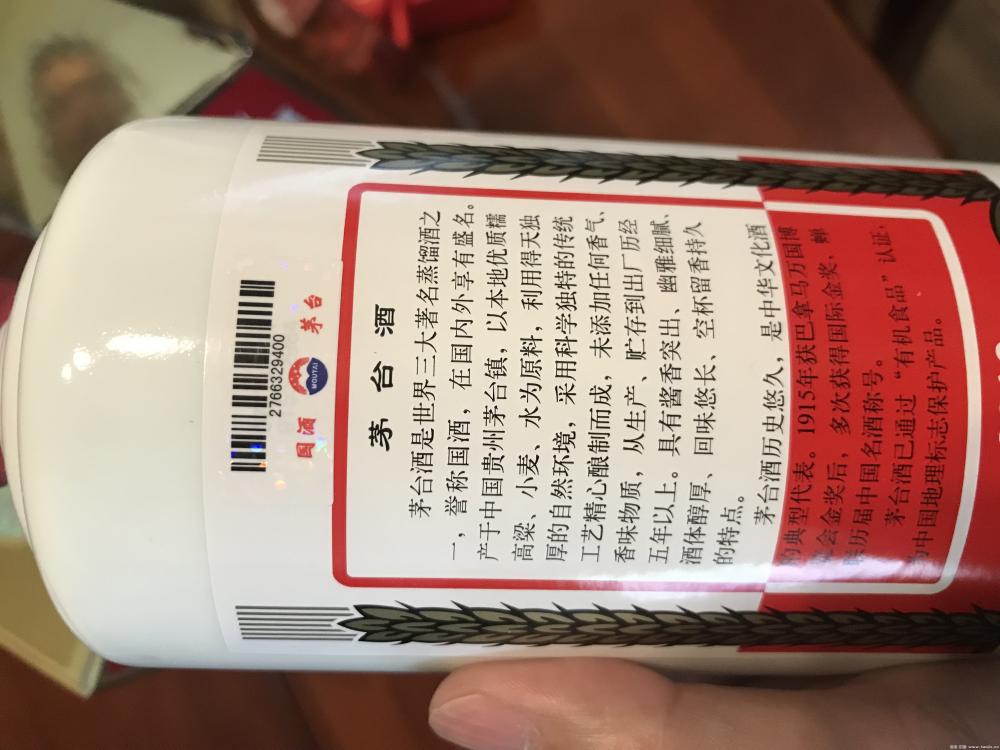 茅台酒
茅台酒是世界三大著名蒸馏酒之
一，誉称国酒，在国内外享有盛名。
产于中国贵州茅台镇，以本地优质糯
高粱、小麦、水为原料，利用得天独
厚的自然环境，采用科学独特的传统
工艺精心酿制而成，未添加任何香气、
香味物质，从生产、贮存到出厂历经
五年以上。具有酱香突出、幽雅细腻、
酒体醇厚、回味悠长、空杯留香持久
的特点。
茅台酒历史悠久，是中华文化酒
的典型代表。1915年获巴拿马万国博
览会金奖后，多次获得国际金奖、蝉
联历届中国名酒称号。
茅台酒已通过“有机食品”认证，
为中国地理标志保护产品。
国酒
MOUTAI
茅台
2766329400